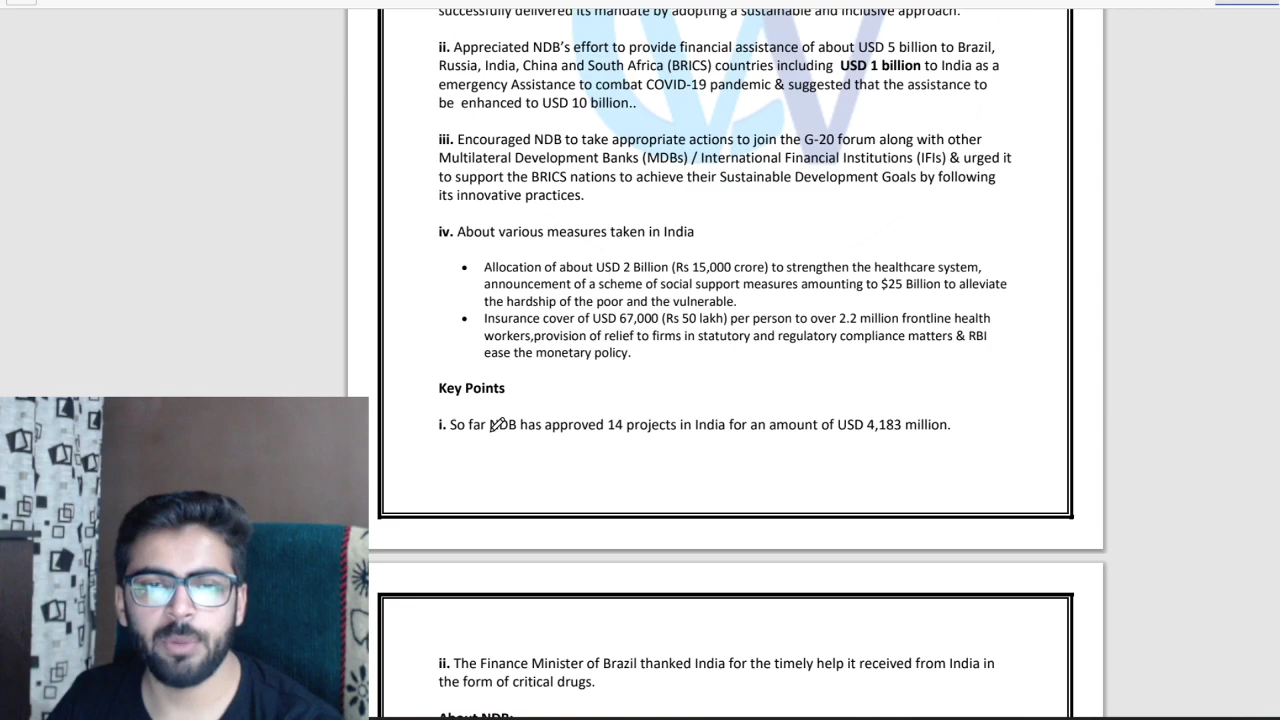 successfully delivered its mandate by adopting a sustainable and inclusive approach.
ii. Appreciated NDB's effort to provide financial assistance of about USD 5 billion to Brazil,
Russia, India, China and South Africa (BRICS) countries including USD 1 billion to India as a
emergency Assistance to combat COVID-19 pandemic & suggested that the assistance to
be enhanced to USD 10 billion..
iii. Encouraged NDB to take appropriate actions to join the G-20 forum along with other
Multilateral Development Banks (MDBs) / International Financial Institutions (IFIs) & urged it
to support the BRICS nations to achieve their Sustainable Development Goals by following
its innovative practices.
iv. About various measures taken in India
• Allocation of about USD 2 Billion (Rs 15,000 crore) to strengthen the healthcare system,
announcement of a scheme of social support measures amounting to $25 Billion to alleviate
the hardship of the poor and the vulnerable.
• Insurance cover of USD 67,000 (Rs 50 lakh) per person to over 2.2 million frontline health
workers,provision of relief to firms in statutory and regulatory compliance matters & RBI
ease the monetary policy.
Key Points
i. So far NDB has approved 14 projects in India for an amount of USD 4,183 million.
ii. The Finance Minister of Brazil thanked India for the timely help it received from India in
the form of critical drugs.
About NDB: